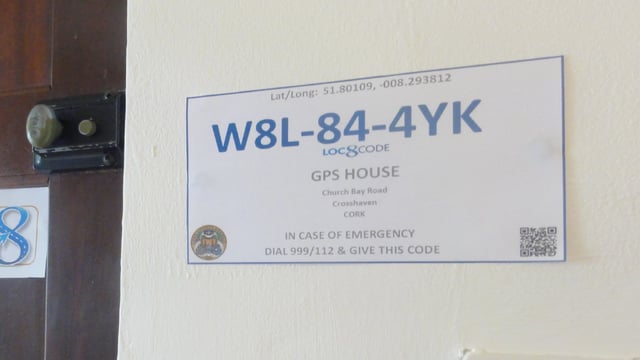 Lat/Long: 51.80109, -008.293812
W8L-84-4YK
LOC8CODE
GPS HOUSE
Church Bay Road
Crosshaven
CORK
IN CASE OF EMERGENCY
DIAL 999/112 & GIVE THIS CODE
8